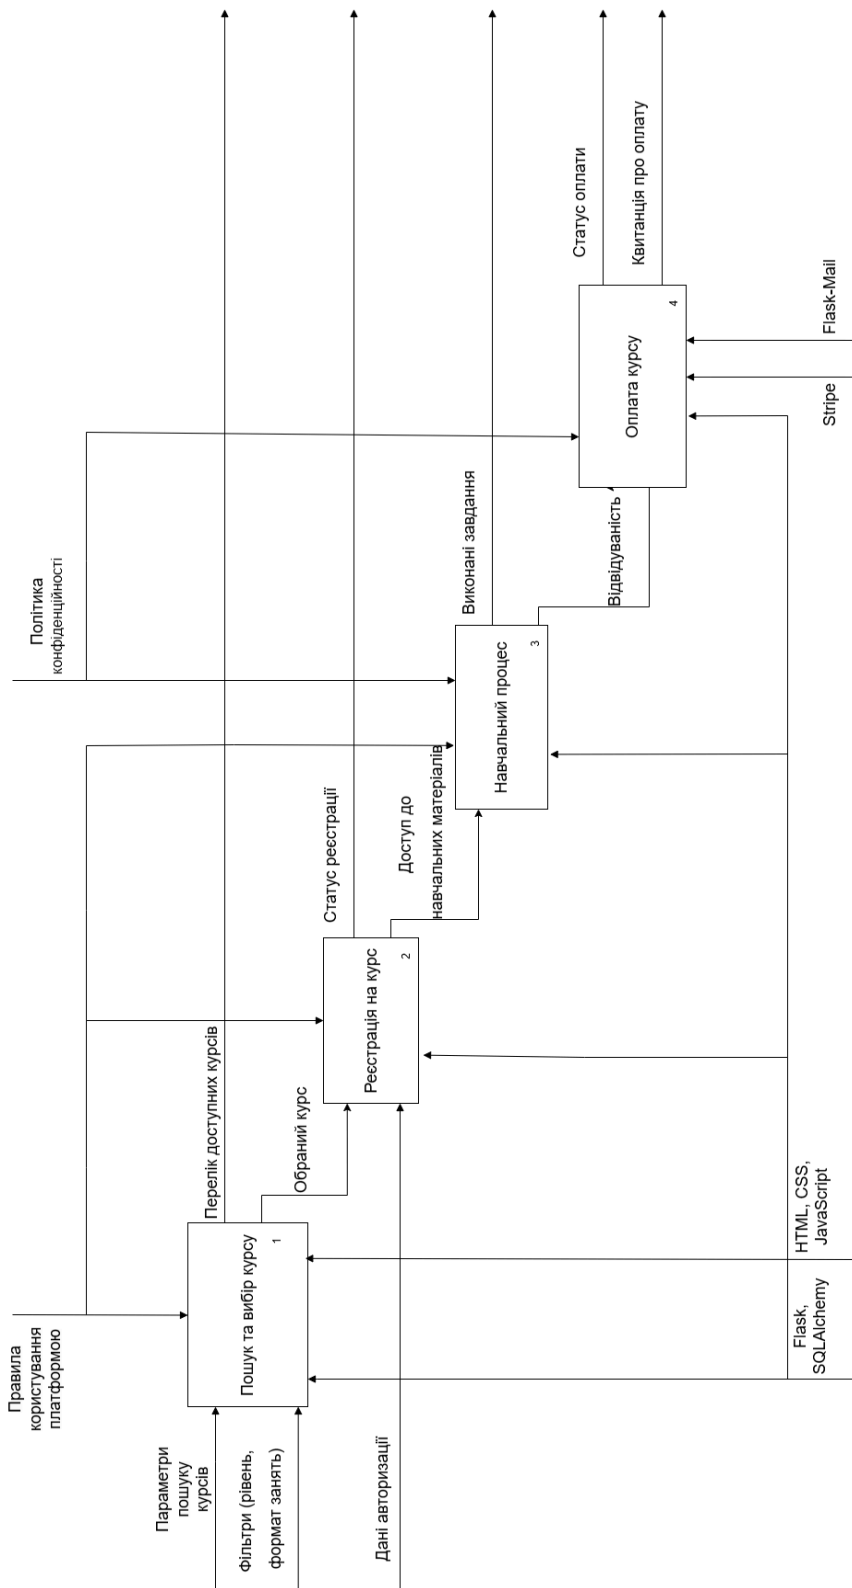 Правила
користування
платформою
Політика
конфіденційності
Параметри
пошуку
курсів
Фільтри (рівень,
формат занять)
Дані авторизації
Пошук та вибір курсу
1
Перелік доступних курсів
Обраний курс
Реєстрація на курс
2
Статус реєстрації
Доступ до
навчальних матеріалів
Навчальний процес
3
Виконані завдання
Відвідуваність
Оплата курсу
4
Статус оплати
Квитанція про оплату
Flask,
SQLAlchemy
HTML, CSS,
JavaScript
Stripe
Flask-Mail